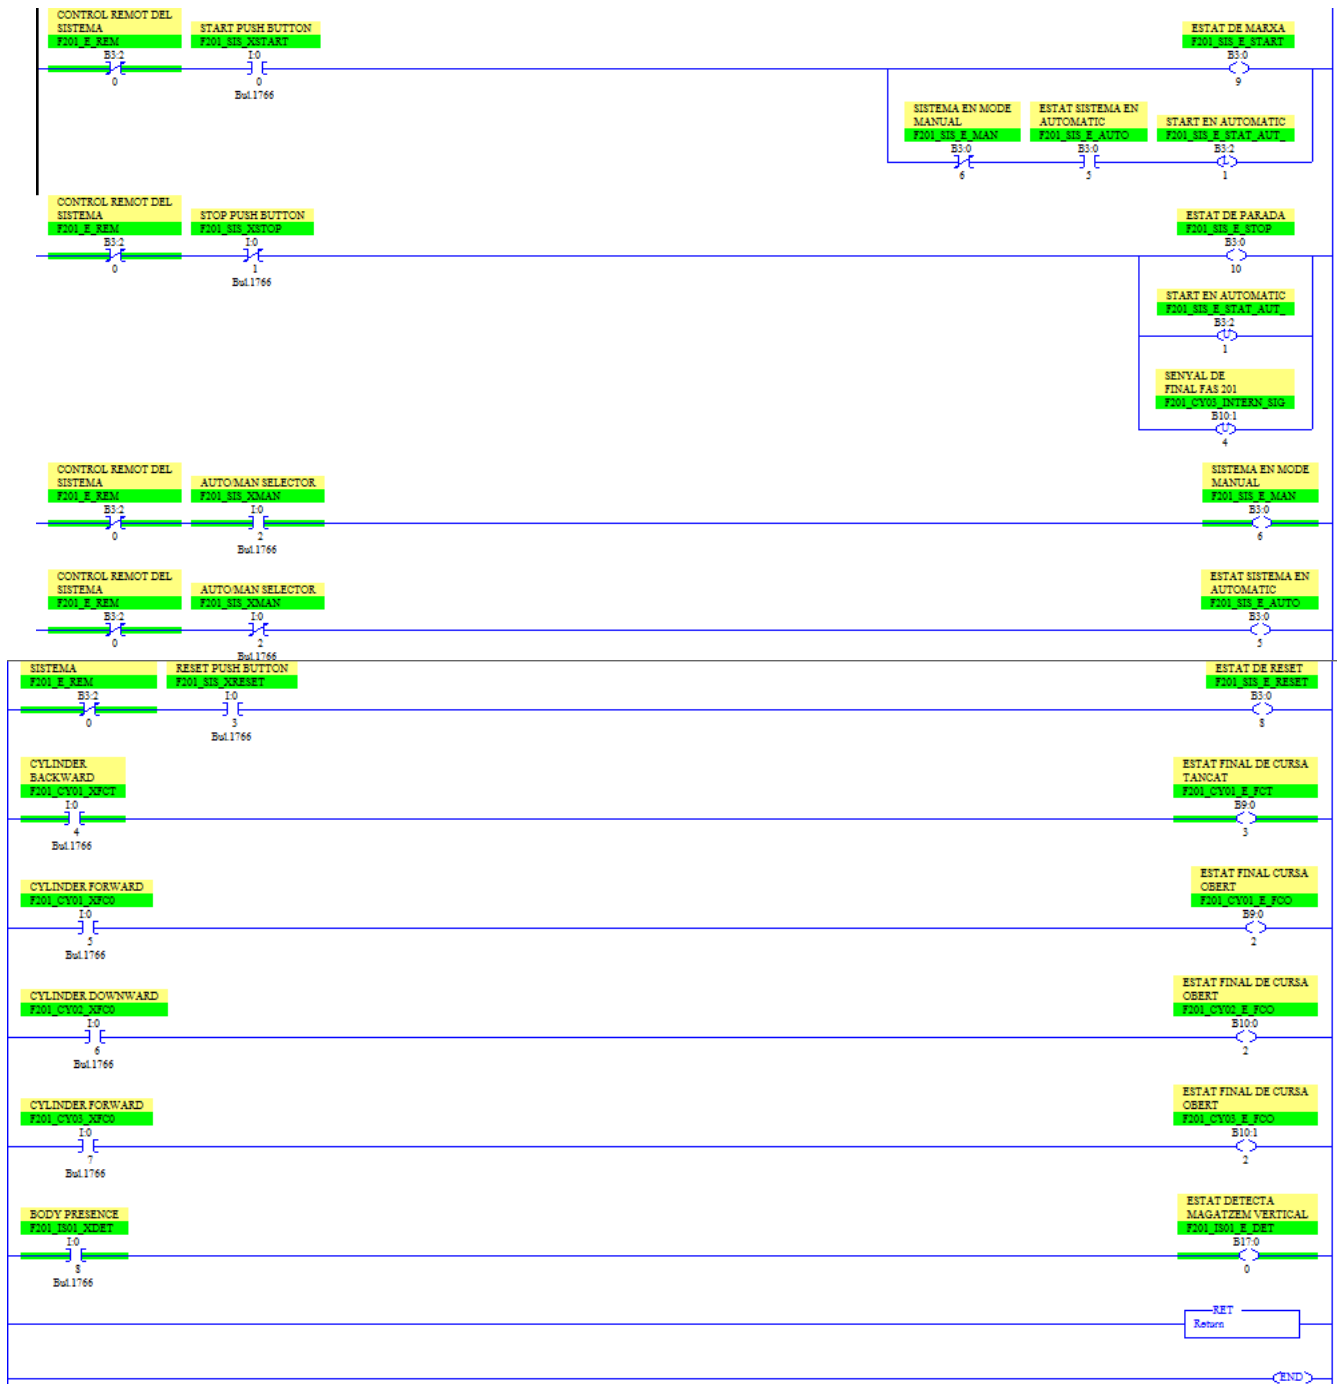 CONTROL REMOT DEL
SISTEMA
F201_E_REM
B3:2
0
START PUSH BUTTON
F201_SIS_XSTART
I:0
0
Bul.1766
ESTAT DE MARXA
F201_SIS_E_START
B3:0
9
SISTEMA EN MODE
MANUAL
F201_SIS_E_MAN
B3:0
6
ESTAT SISTEMA EN
AUTOMATIC
F201_SIS_E_AUTO
B3:0
5
START EN AUTOMATIC
F201_SIS_E_STAT_AUT_
B3:2
L
1
CONTROL REMOT DEL
SISTEMA
F201_E_REM
B3:2
0
STOP PUSH BUTTON
F201_SIS_XSTOP
I:0
1
Bul.1766
ESTAT DE PARADA
F201_SIS_E_STOP
B3:0
10
START EN AUTOMATIC
F201_SIS_E_STAT_AUT_
B3:2
U
1
SENYAL DE
FINAL FAS 201
F201_CY03_INTERN_SIG
B10:1
U
4
CONTROL REMOT DEL
SISTEMA
F201_E_REM
B3:2
0
AUTO/MAN SELECTOR
F201_SIS_XMAN
I:0
2
Bul.1766
SISTEMA EN MODE
MANUAL
F201_SIS_E_MAN
B3:0
6
CONTROL REMOT DEL
SISTEMA
F201_E_REM
B3:2
0
AUTO/MAN SELECTOR
F201_SIS_XMAN
I:0
2
Bul.1766
ESTAT SISTEMA EN
AUTOMATIC
F201_SIS_E_AUTO
B3:0
5
SISTEMA
F201_E_REM
B3:2
0
RESET PUSH BUTTON
F201_SIS_XRESET
I:0
3
Bul.1766
ESTAT DE RESET
F201_SIS_E_RESET
B3:0
8
CYLINDER
BACKWARD
F201_CY01_XFCT
I:0
4
Bul.1766
ESTAT FINAL DE CURSA
TANCAT
F201_CY01_E_FCT
B9:0
3
CYLINDER FORWARD
F201_CY01_XFC0
I:0
5
Bul.1766
ESTAT FINAL CURSA
OBERT
F201_CY01_E_FCO
B9:0
2
CYLINDER DOWNWARD
F201_CY02_XFC0
I:0
6
Bul.1766
ESTAT FINAL DE CURSA
OBERT
F201_CY02_E_FCO
B10:0
2
CYLINDER FORWARD
F201_CY03_XFC0
I:0
7
Bul.1766
ESTAT FINAL DE CURSA
OBERT
F201_CY03_E_FCO
B10:1
2
BODY PRESENCE
F201_IS01_XDET
I:0
8
Bul.1766
ESTAT DETECTA
MAGATZEM VERTICAL
F201_IS01_E_DET
B17:0
0
RET
Return
END